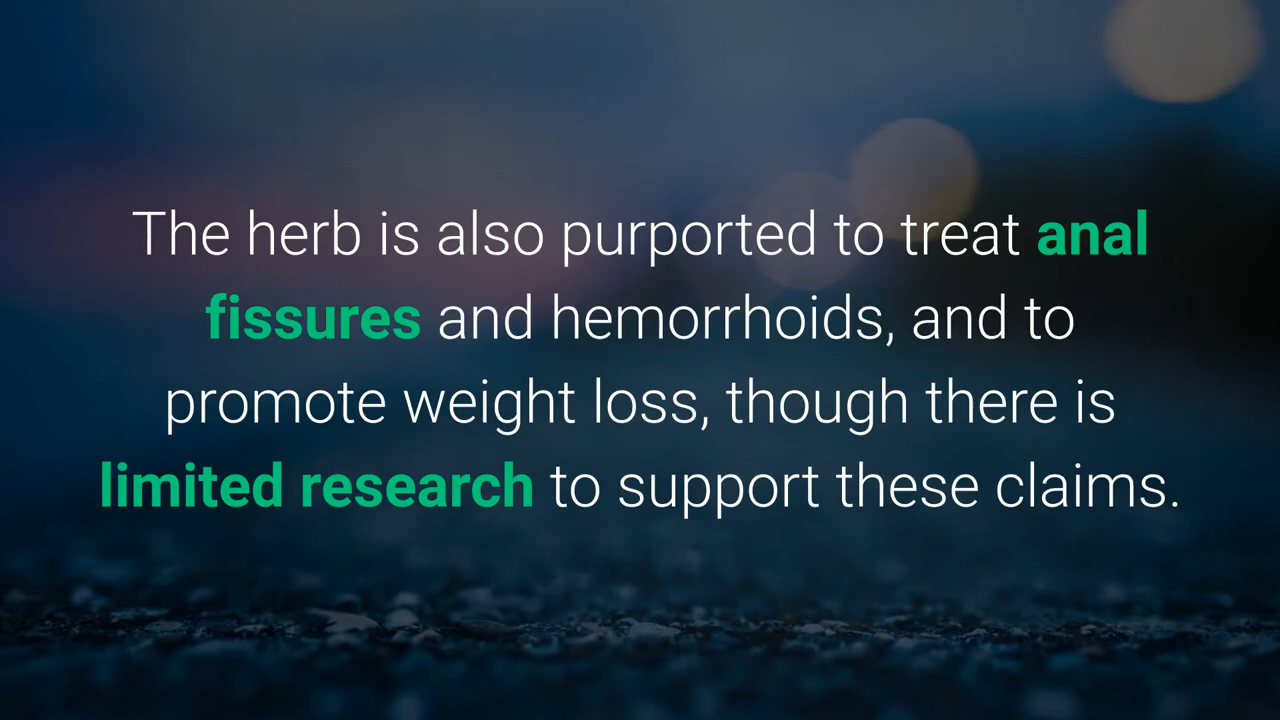 The herb is also purported to treat anal
fissures and hemorrhoids, and to
promote weight loss, though there is
limited research to support these claims.